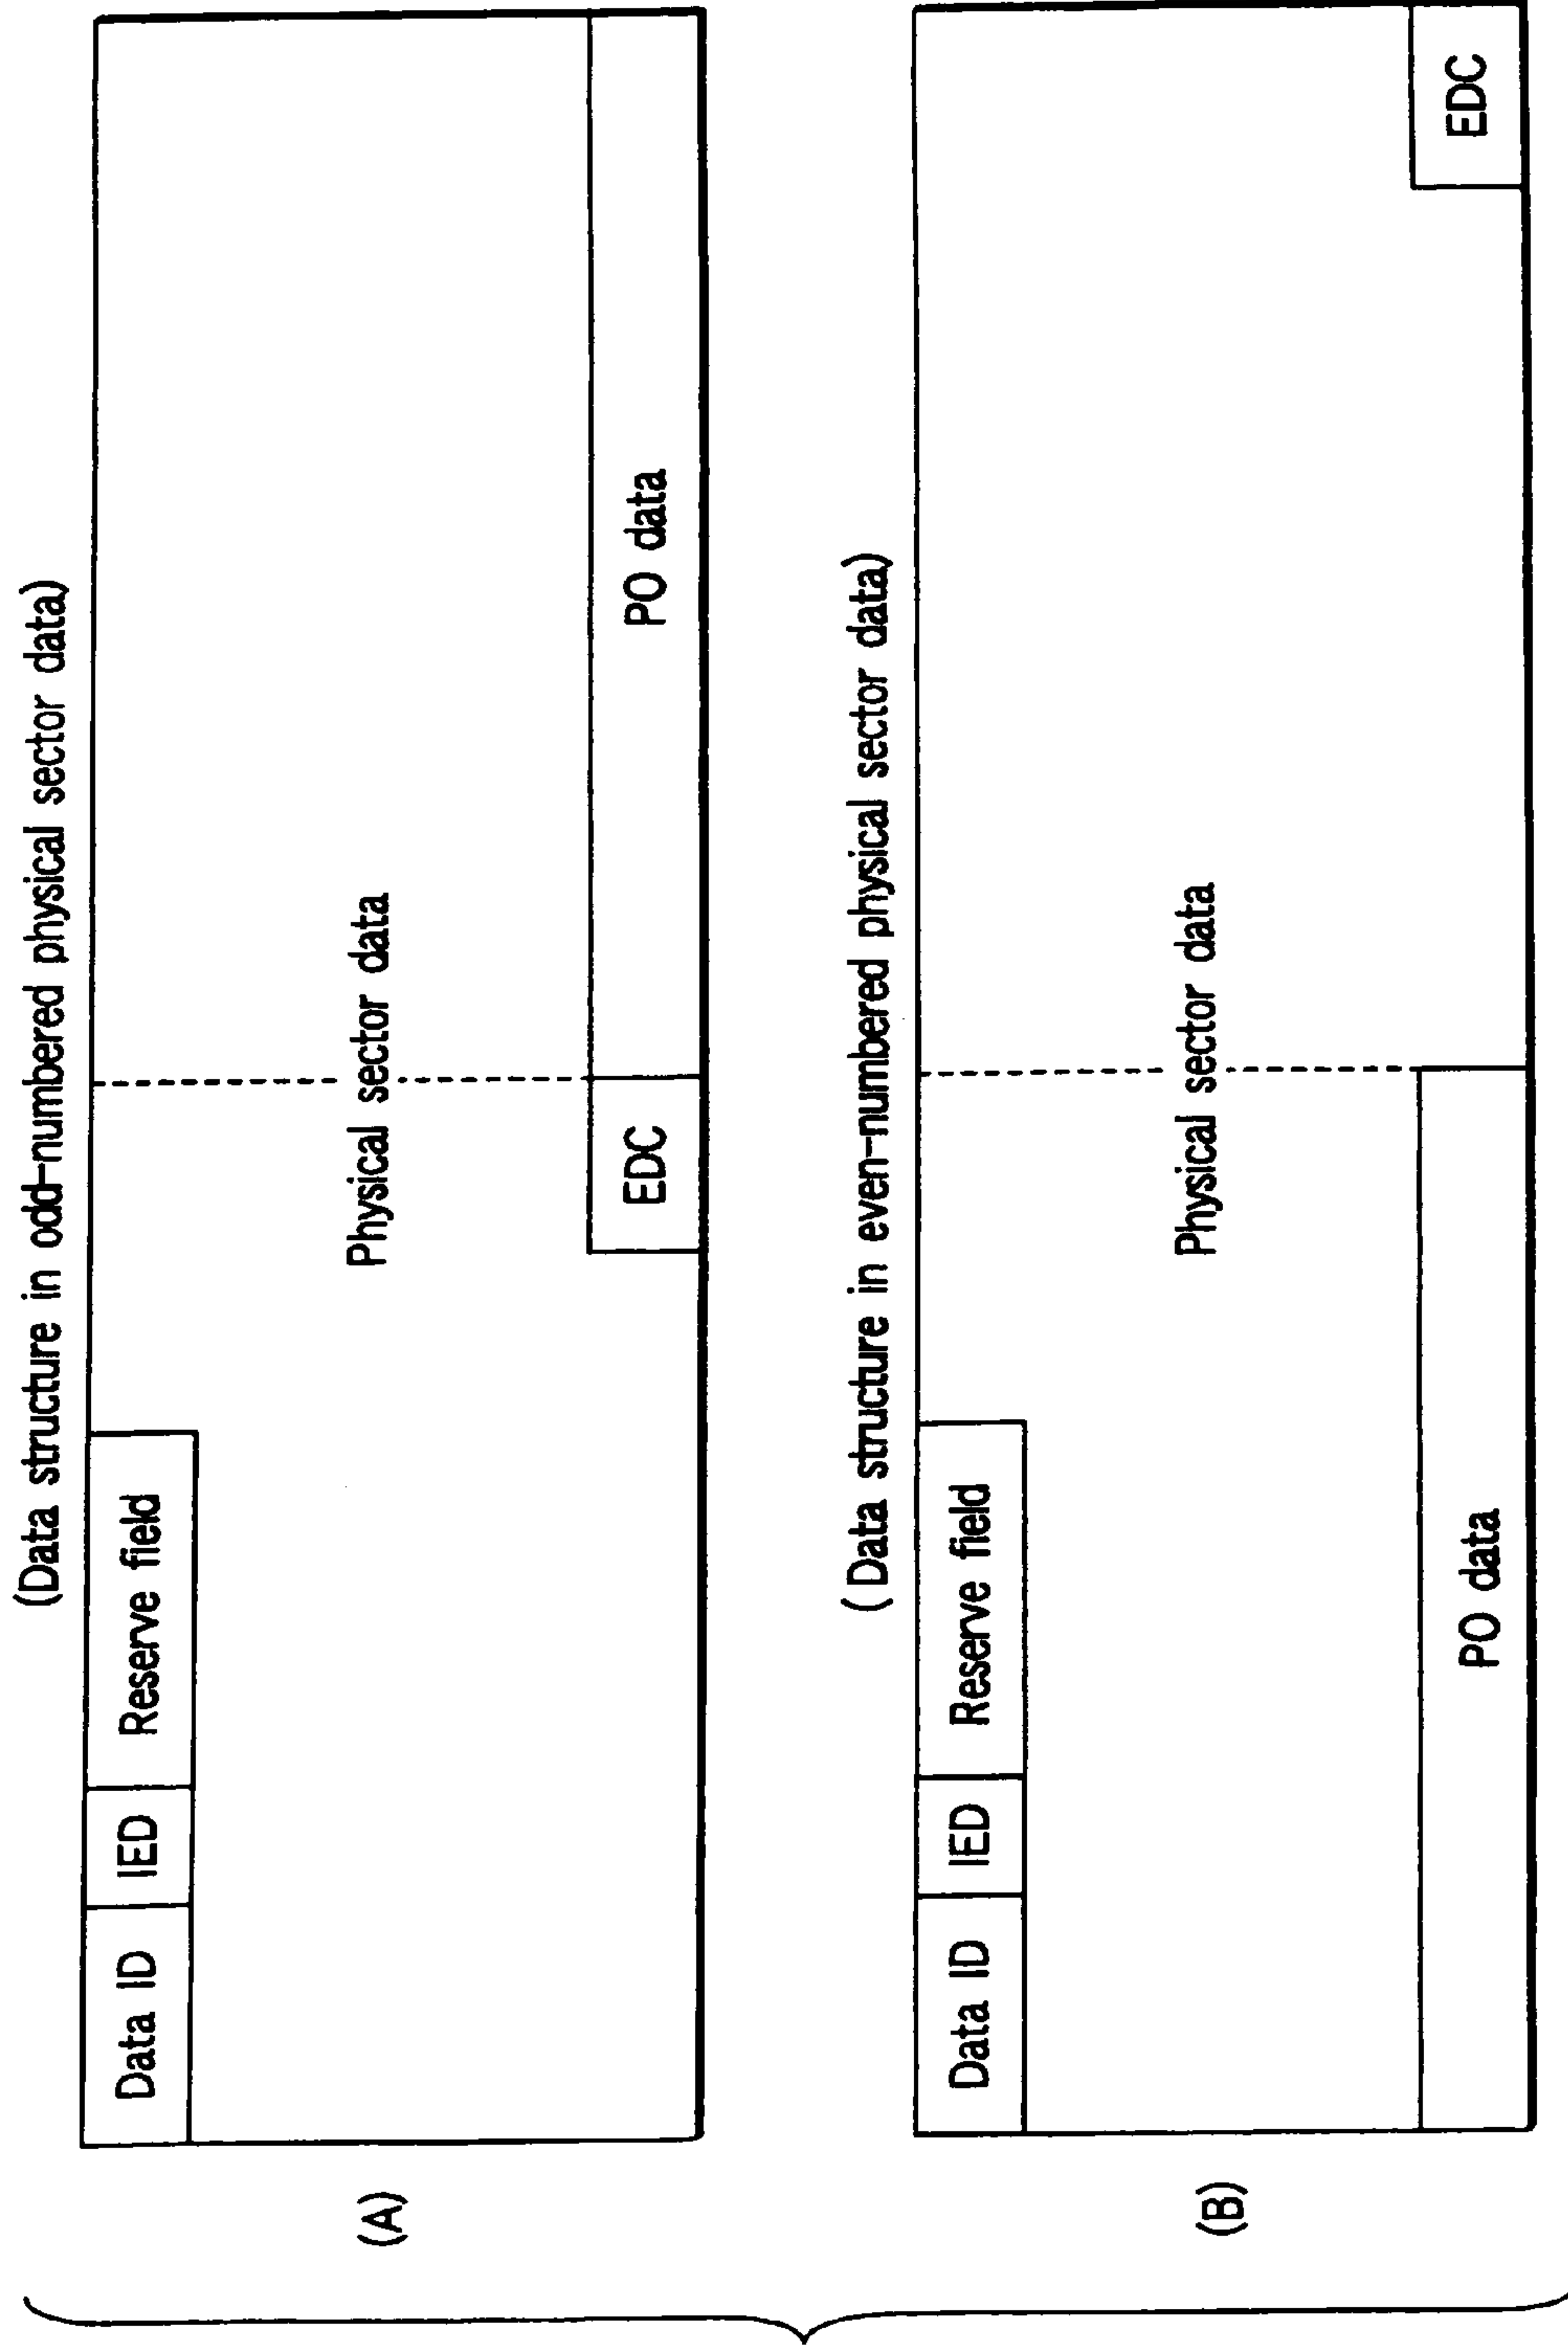 (Data structure in odd-numbered physical sector data)
(A)
Data ID
IED
Reserve field
Physical sector data
EDC
PO data
(Data structure in even-numbered physical sector data)
(B)
Data ID
IED
Reserve field
Physical sector data
PO data
EDC